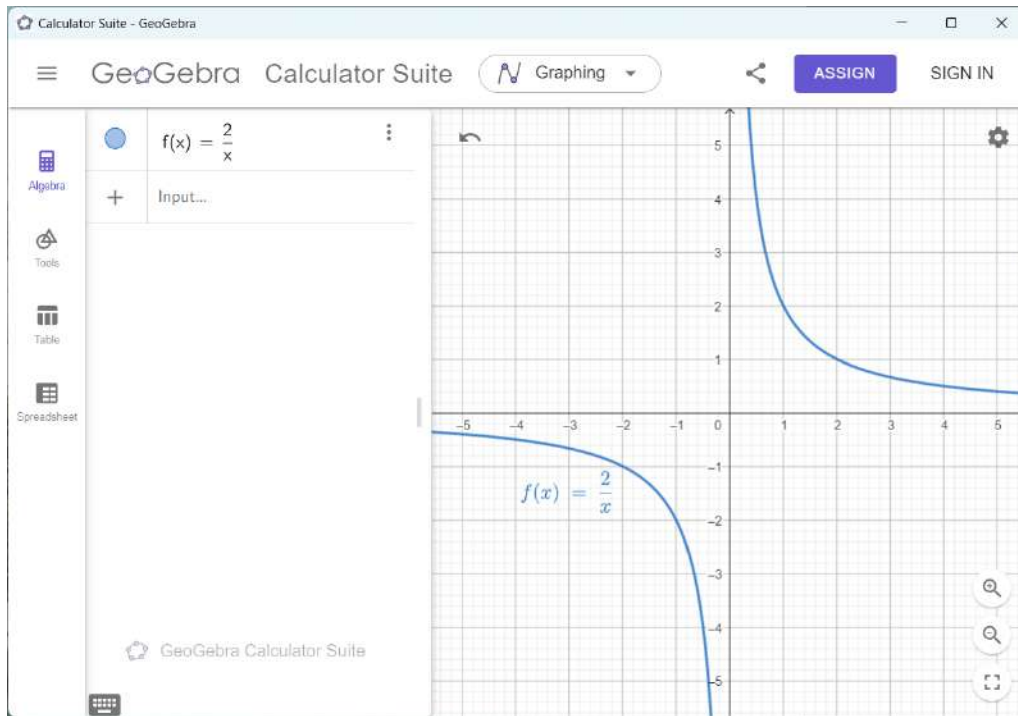 Calculator Suite - GeoGebra
GeoGebra Calculator Suite
Graphing
ASSIGN
SIGN IN
Algebra
Tools
Table
Spreadsheet
f(x) = 2/x
Input...
GeoGebra Calculator Suite
5
4
3
2
1
–5 –4 –3 –2 –1 0 1 2 3 4 5
–1
f(x) = 2/x
–2
–3
–4
–5